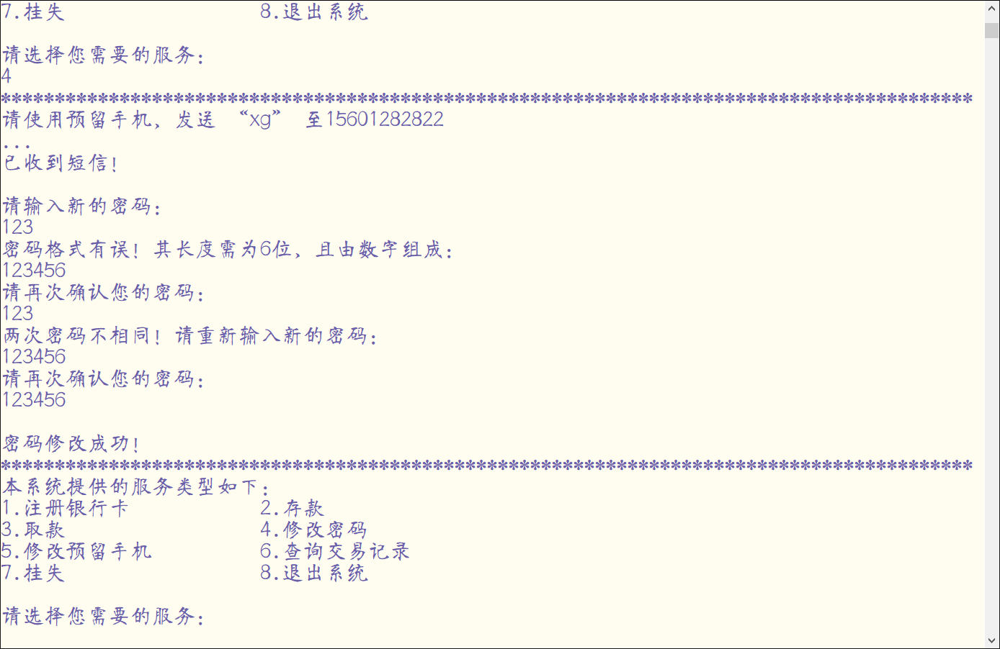 7.挂失 8.退出系统
请选择您需要的服务:
4
******************************************************************************************
请使用预留手机，发送 “xg” 至15601282822
...
已收到短信!
请输入新的密码:
123
密码格式有误! 其长度需为6位，且由数字组成:
123456
请再次确认您的密码:
123
两次密码不相同! 请重新输入新的密码:
123456
请再次确认您的密码:
123456
密码修改成功!
******************************************************************************************
本系统提供的服务类型如下:
1.注册银行卡 2.存款
3.取款 4.修改密码
5.修改预留手机 6.查询交易记录
7.挂失 8.退出系统
请选择您需要的服务: